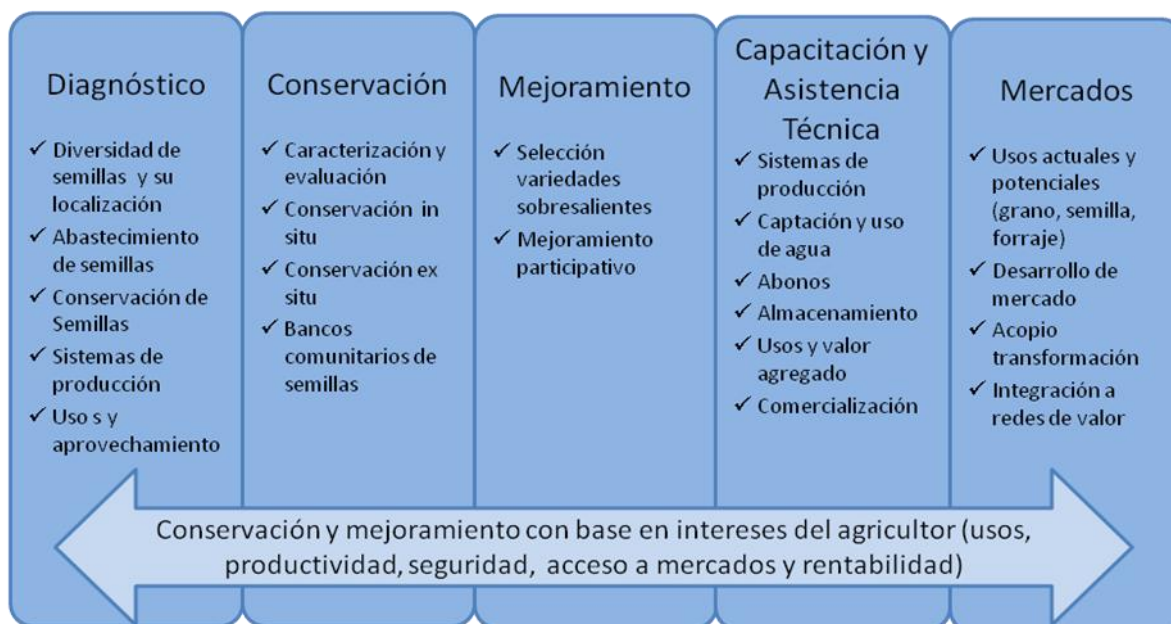 Diagnóstico
✓ Diversidad de
semillas y su
localización
✓ Abastecimiento
de semillas
✓ Conservación de
Semillas
✓ Sistemas de
producción
✓ Uso s y
aprovechamiento
Conservación
✓ Caracterización y
evaluación
✓ Conservación in
situ
✓ Conservación ex
situ
✓ Bancos
comunitarios de
semillas
Mejoramiento
✓ Selección
variedades
sobresalientes
✓ Mejoramiento
participativo
Capacitación y
Asistencia
Técnica
✓ Sistemas de
producción
✓ Captación y uso
de agua
✓ Abonos
✓ Almacenamiento
✓ Usos y valor
agregado
✓ Comercialización
Mercados
✓ Usos actuales y
potenciales
(grano, semilla,
forraje)
✓ Desarrollo de
mercado
✓ Acopio
transformación
✓ Integración a
redes de valor
Conservación y mejoramiento con base en intereses del agricultor (usos,
productividad, seguridad, acceso a mercados y rentabilidad)